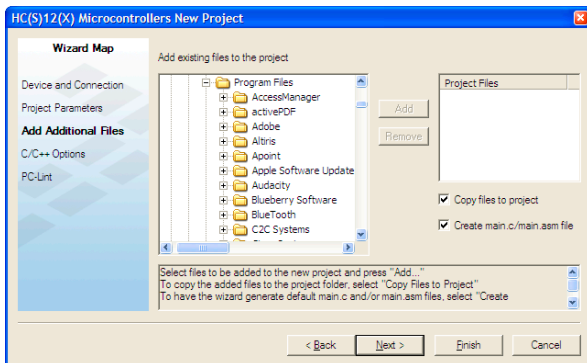 HC(S)12(X) Microcontrollers New Project
Wizard Map
Device and Connection
Project Parameters
Add Additional Files
C/C++ Options
PC-Lint
Add existing files to the project
Program Files
AccessManager
activePDF
Adobe
Altiris
Apoint
Apple Software Update
Audacity
Blueberry Software
BlueTooth
C2C Systems
Add
Remove
Project Files
Copy files to project
Create main.c/main.asm file
Select files to be added to the new project and press "Add..."
To copy the added files to the project folder, select "Copy Files to Project"
To have the wizard generate default main.c and/or main.asm files, select "Create
< Back
Next >
Finish
Cancel